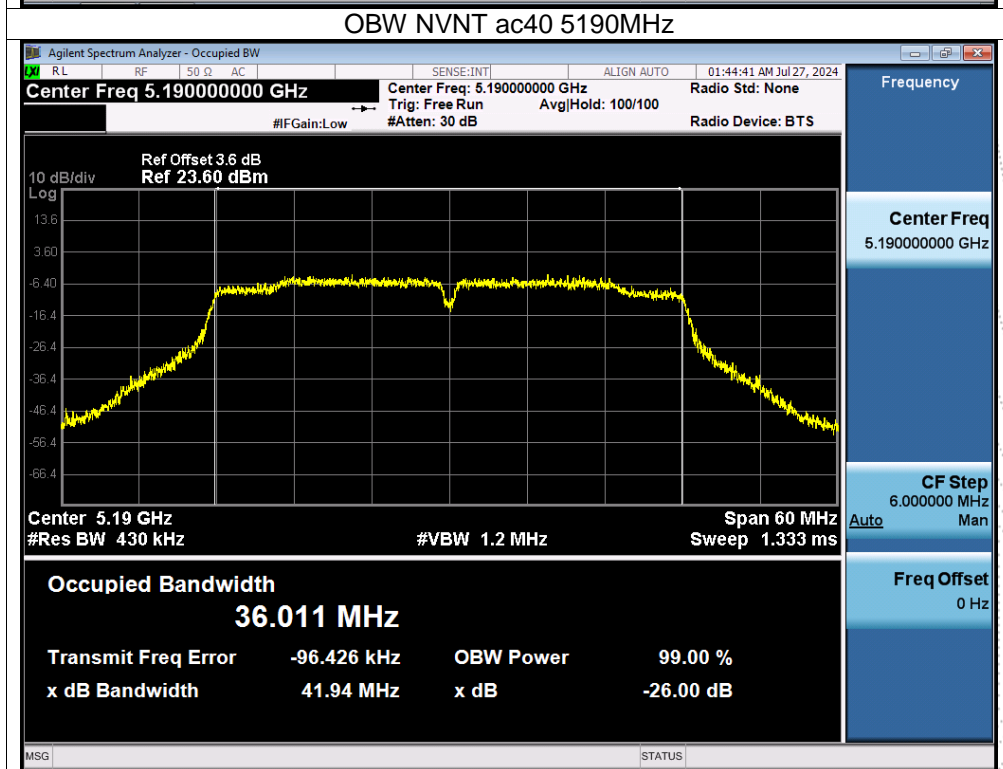 OBW NVNT ac40 5190MHz
Agilent Spectrum Analyzer - Occupied BW
LXI RL RF 50 Ω AC SENSE:INT ALIGN AUTO 01:44:41 AM Jul 27, 2024
Center Freq 5.190000000 GHz
Center Freq: 5.190000000 GHz Radio Std: None
Trig: Free Run Avg|Hold: 100/100
#IFGain:Low #Atten: 30 dB Radio Device: BTS
Frequency
Ref Offset 3.6 dB
10 dB/div Ref 23.60 dBm
Log
13.6
3.60
-6.40
-16.4
-26.4
-36.4
-46.4
-56.4
-66.4
Center 5.19 GHz Span 60 MHz
#Res BW 430 kHz #VBW 1.2 MHz Sweep 1.333 ms
Center Freq
5.190000000 GHz
CF Step
6.000000 MHz
Auto Man
Freq Offset
0 Hz
Occupied Bandwidth
36.011 MHz
Transmit Freq Error -96.426 kHz OBW Power 99.00 %
x dB Bandwidth 41.94 MHz x dB -26.00 dB
MSG STATUS